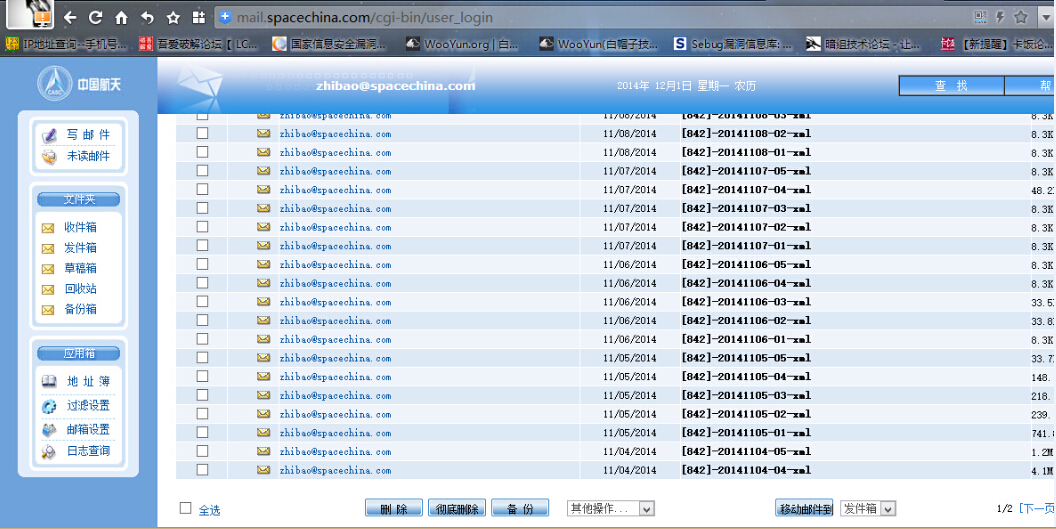 mail.spacechina.com/cgi-bin/user_login
IP地址查询--手机号... 吾爱破解论坛【LC... 国家信息安全漏洞... WooYun.org | 白... WooYun(白帽子技... Sebug漏洞信息库: ... 暗组技术论坛 - 让... 【新提醒】卡饭论...
中国航天
zhibao@spacechina.com
2014年 12月1日 星期一 农历
查 找
帮
写 邮 件
未读邮件
文件夹
收件箱
发件箱
草稿箱
回收站
备份箱
应用箱
地 址 簿
过滤设置
邮箱设置
日志查询
zhibao@spacechina.com 11/08/2014 [842]-20141108-03-xml 8.3K
zhibao@spacechina.com 11/08/2014 [842]-20141108-02-xml 8.3K
zhibao@spacechina.com 11/08/2014 [842]-20141108-01-xml 8.3K
zhibao@spacechina.com 11/07/2014 [842]-20141107-05-xml 8.3K
zhibao@spacechina.com 11/07/2014 [842]-20141107-04-xml 48.2
zhibao@spacechina.com 11/07/2014 [842]-20141107-03-xml 8.3K
zhibao@spacechina.com 11/07/2014 [842]-20141107-02-xml 8.3K
zhibao@spacechina.com 11/07/2014 [842]-20141107-01-xml 8.3K
zhibao@spacechina.com 11/06/2014 [842]-20141106-05-xml 8.3K
zhibao@spacechina.com 11/06/2014 [842]-20141106-04-xml 8.3K
zhibao@spacechina.com 11/06/2014 [842]-20141106-03-xml 33.5
zhibao@spacechina.com 11/06/2014 [842]-20141106-02-xml 33.8
zhibao@spacechina.com 11/06/2014 [842]-20141106-01-xml 8.3K
zhibao@spacechina.com 11/05/2014 [842]-20141105-05-xml 33.7
zhibao@spacechina.com 11/05/2014 [842]-20141105-04-xml 148.
zhibao@spacechina.com 11/05/2014 [842]-20141105-03-xml 218.
zhibao@spacechina.com 11/05/2014 [842]-20141105-02-xml 239.
zhibao@spacechina.com 11/05/2014 [842]-20141105-01-xml 741.
zhibao@spacechina.com 11/04/2014 [842]-20141104-05-xml 1.2M
zhibao@spacechina.com 11/04/2014 [842]-20141104-04-xml 4.1M
全选 删 除 彻底删除 备 份 其他操作... 移动邮件到 发件箱 1/2 [下一页